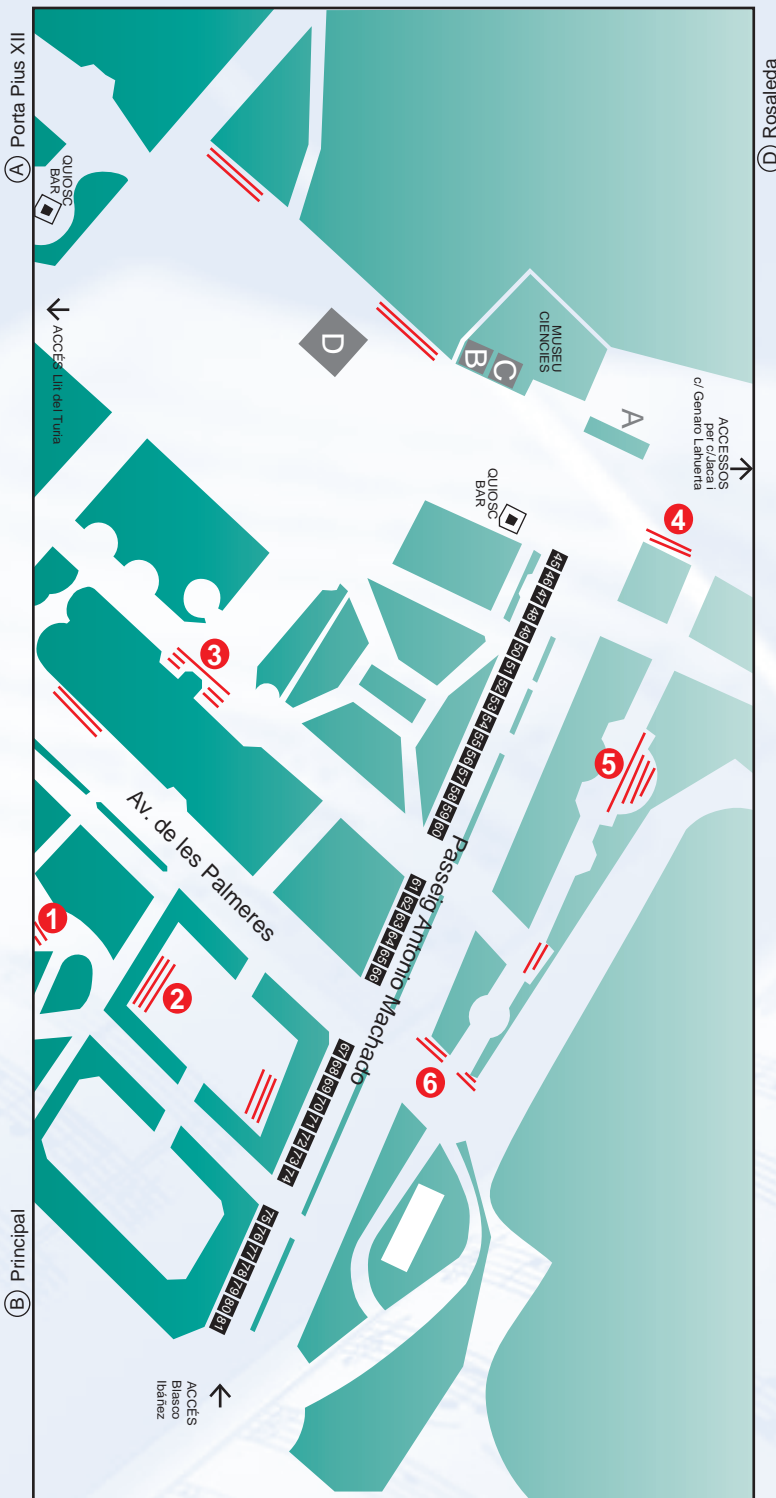 A Porta Pius XII
B Principal
D Rosaleda
QUIOSC
BAR
ACCÉS Llit del Turia
D
MUSEU
CIENCIES
B
C
A
ACCESSOS
per c/Jaca i
c/ Genaro Lahuerta
QUIOSC
BAR
4
3
5
45 46 47 48 49 50 51 52 53 54 55 56 57 58 59 60
Av. de les Palmeres
Passeig Antonio Machado
61 62 63 64 65 66
1
2
6
67 68 69 70 71 72 73 74
75 76 77 78 79 80 81
ACCÉS
Blasco
Ibáñez